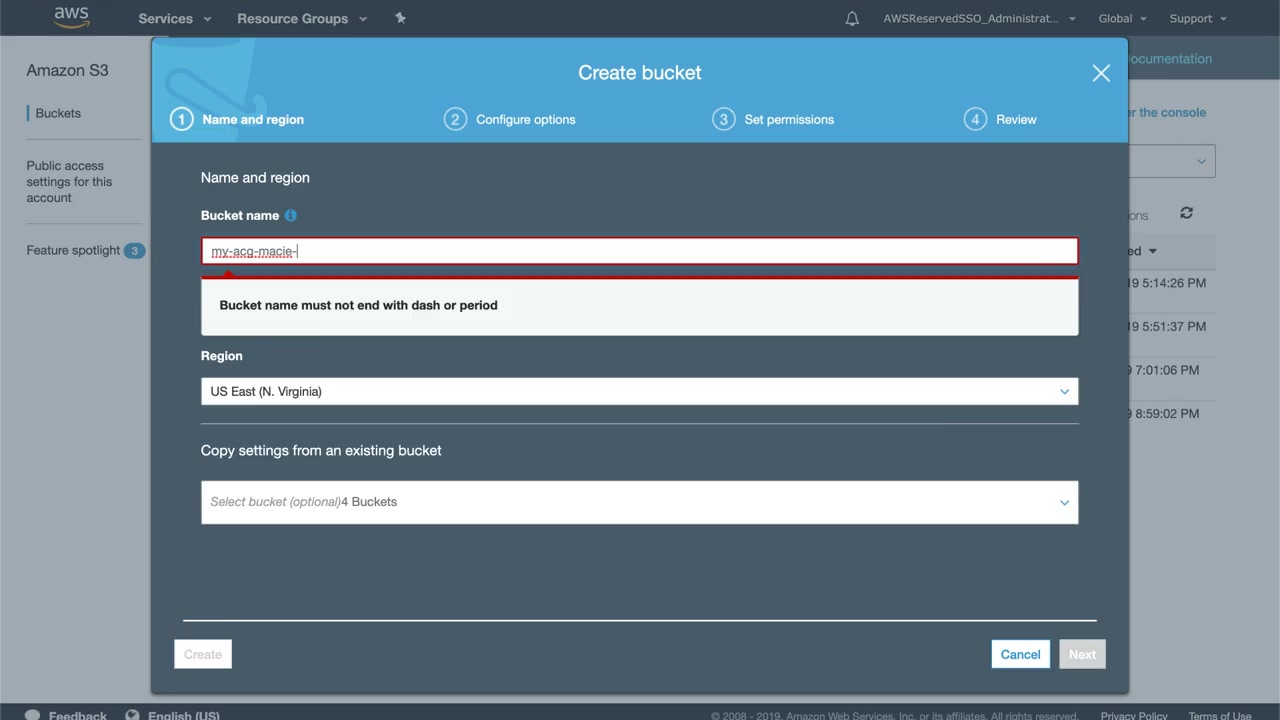 aws Services Resource Groups AWSReservedSSO_Administrat... Global Support
Amazon S3
Buckets
Public access
settings for this
account
Feature spotlight 3
Create bucket
1 Name and region 2 Configure options 3 Set permissions 4 Review
Name and region
Bucket name
my-acg-macie-
Bucket name must not end with dash or period
Region
US East (N. Virginia)
Copy settings from an existing bucket
Select bucket (optional)4 Buckets
Create Cancel Next
ocumentation
er the console
ons
ed
19 5:14:26 PM
19 5:51:37 PM
9 7:01:06 PM
9 8:59:02 PM
Feedback English (US) © 2008 - 2019, Amazon Web Services, Inc. or its affiliates. All rights reserved. Privacy Policy Terms of Use